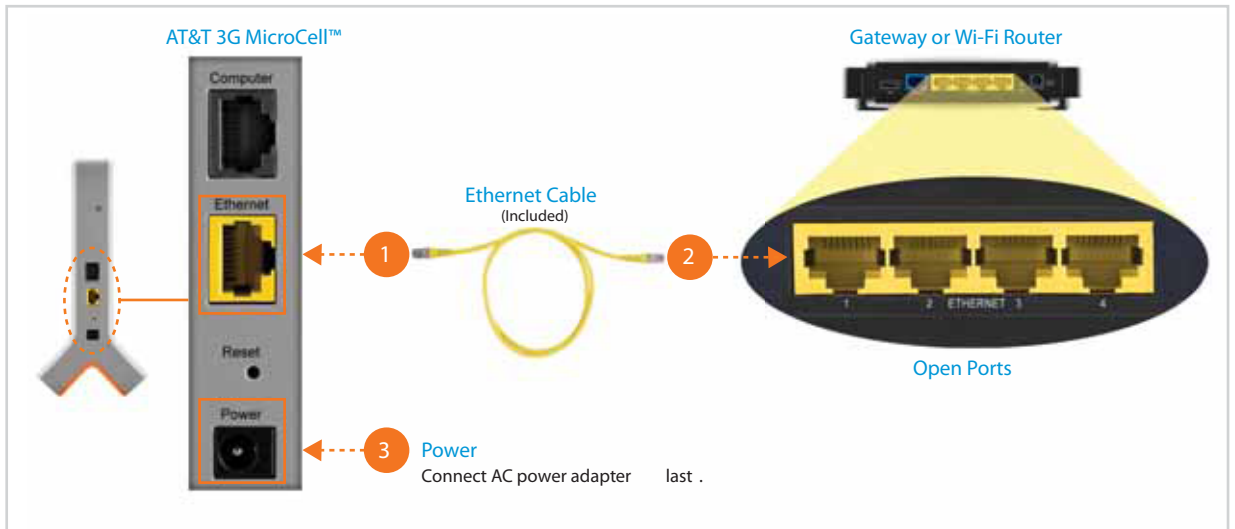 AT&T 3G MicroCell™
Gateway or Wi-Fi Router
Computer
Ethernet
1
Ethernet Cable
(Included)
2
1 2 ETHERNET 3 4
Open Ports
Reset
Power
3
Power
Connect AC power adapter last .